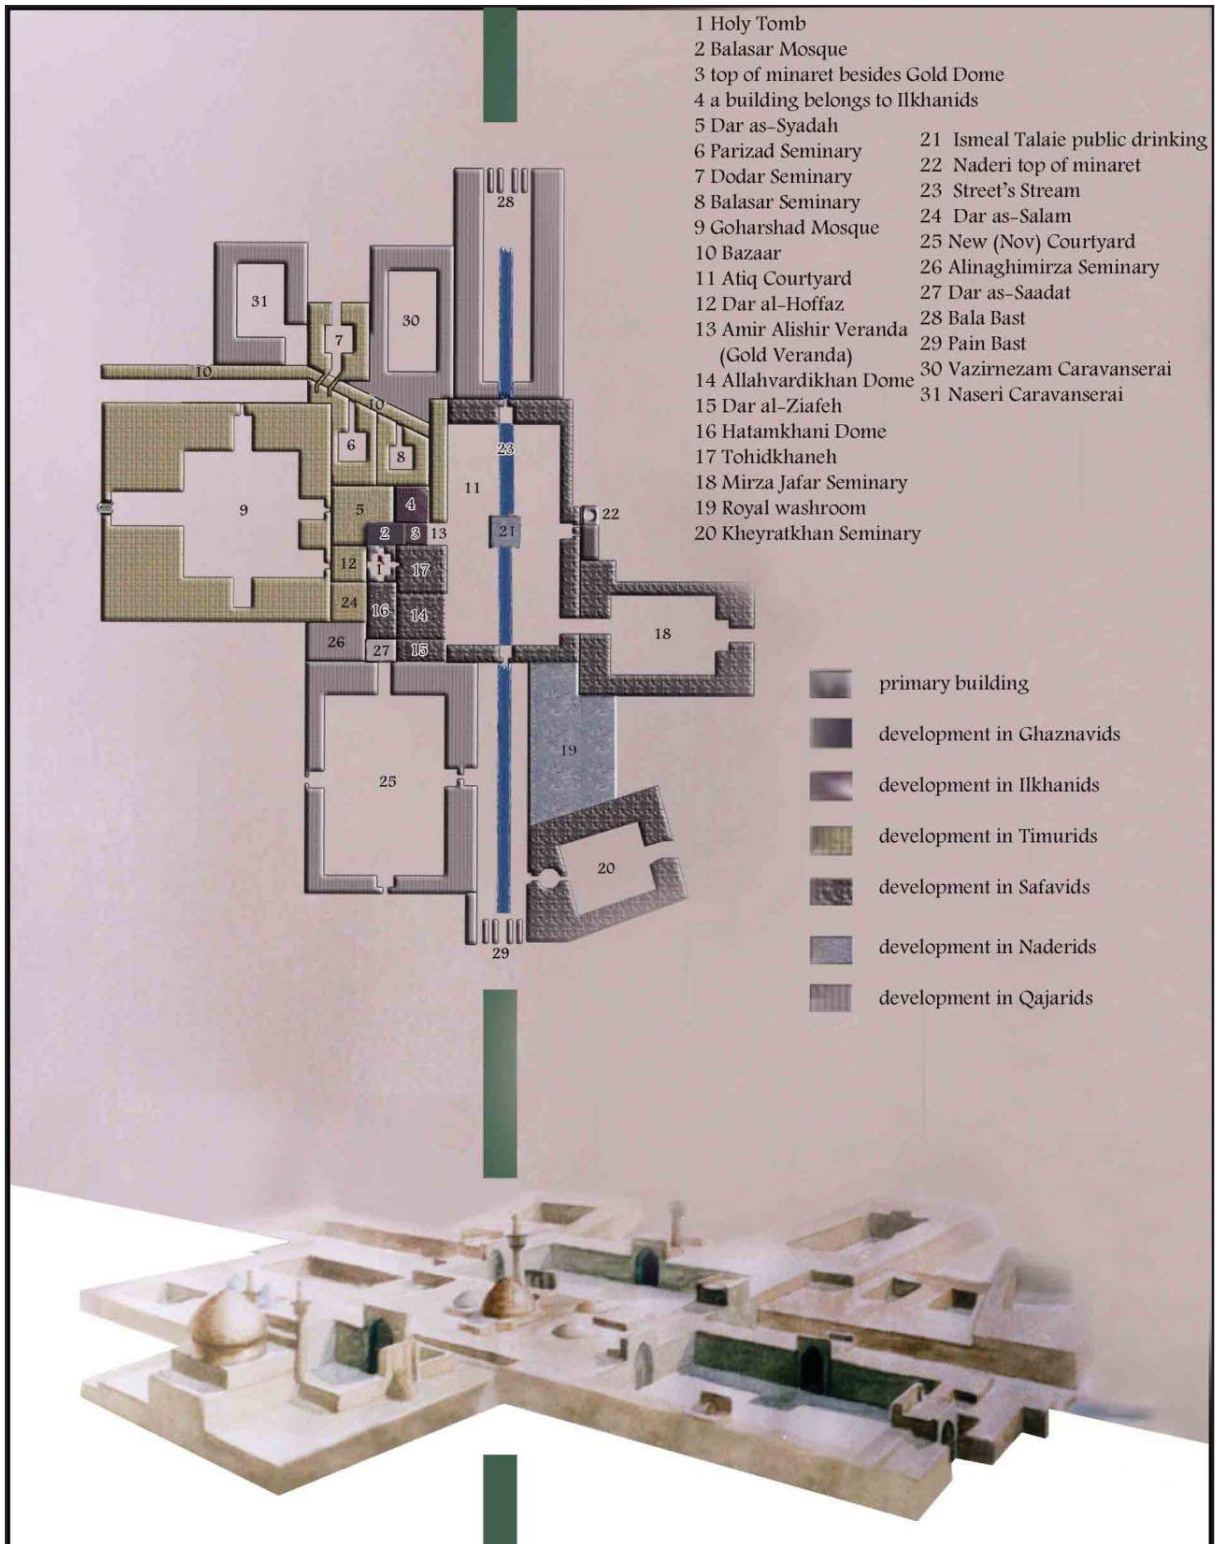 1 Holy Tomb
2 Balasar Mosque
3 top of minaret besides Gold Dome
4 a building belongs to Ilkhanids
5 Dar as-Syadah
6 Parizad Seminary
7 Dodar Seminary
8 Balasar Seminary
9 Goharshad Mosque
10 Bazaar
11 Atiq Courtyard
12 Dar al-Hoffaz
13 Amir Alishir Veranda
(Gold Veranda)
14 Allahvardikhan Dome
15 Dar al-Ziafeh
16 Hatamkhani Dome
17 Tohidkhaneh
18 Mirza Jafar Seminary
19 Royal washroom
20 Kheyratkhan Seminary
21 Ismeal Talaie public drinking
22 Naderi top of minaret
23 Street's Stream
24 Dar as-Salam
25 New (Nov) Courtyard
26 Alinaghimirza Seminary
27 Dar as-Saadat
28 Bala Bast
29 Pain Bast
30 Vazirnezam Caravanserai
31 Naseri Caravanserai
28
31
30
7
10
10
6
8
23
11
9
5
4
22
2
3
13
21
12
1
17
24
16
14
18
26
27
15
19
25
20
29
primary building
development in Ghaznavids
development in Ilkhanids
development in Timurids
development in Safavids
development in Naderids
development in Qajarids